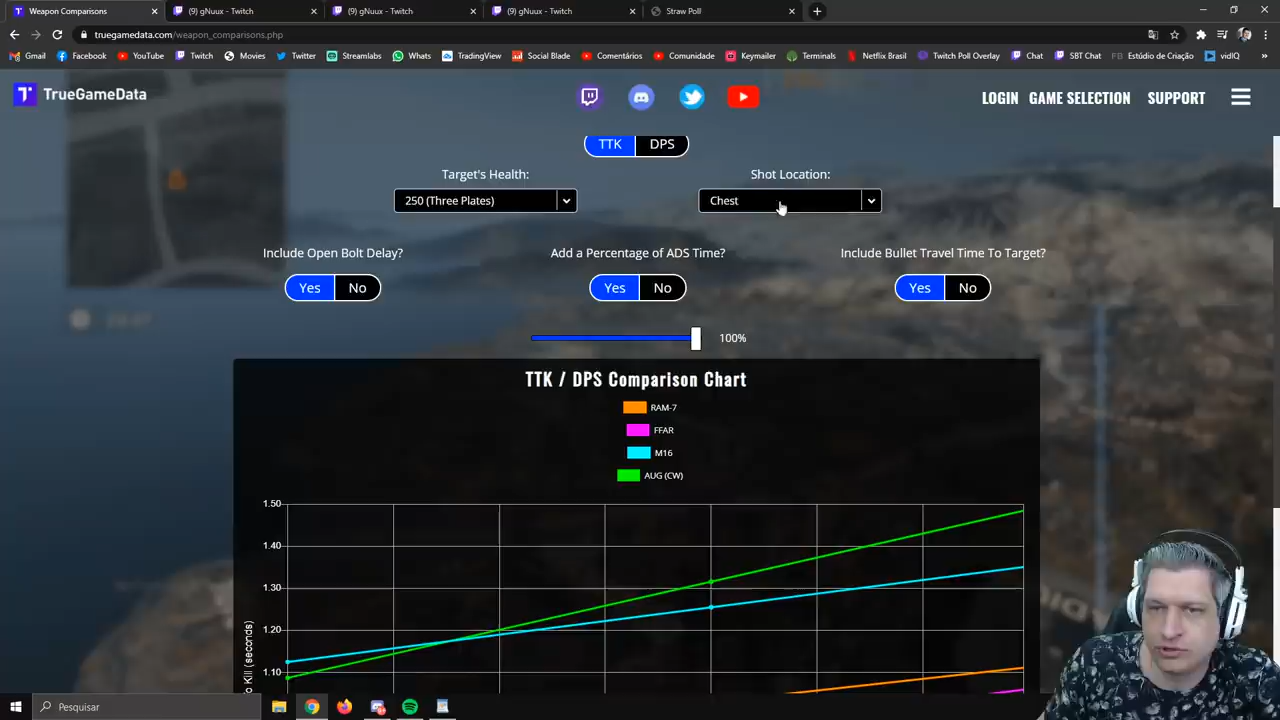 Weapon Comparisons
(9) gNuux - Twitch
(9) gNuux - Twitch
(9) gNuux - Twitch
Straw Poll
truegamedata.com/weapon_comparisons.php
Gmail
Facebook
YouTube
Twitch
Movies
Twitter
Streamlabs
Whats
TradingView
Social Blade
Comentários
Comunidade
Keymailer
Terminals
Netflix Brasil
Twitch Poll Overlay
Chat
SBT Chat
Estúdio de Criação
vidIQ
TrueGameData
LOGIN GAME SELECTION SUPPORT
TTK DPS
Target's Health:
Shot Location:
250 (Three Plates)
Chest
Include Open Bolt Delay?
Add a Percentage of ADS Time?
Include Bullet Travel Time To Target?
Yes No
Yes No
Yes No
100%
TTK / DPS Comparison Chart
RAM-7
FFAR
M16
AUG (CW)
1.50
1.40
1.30
1.20
1.10
o Kill (seconds)
Pesquisar